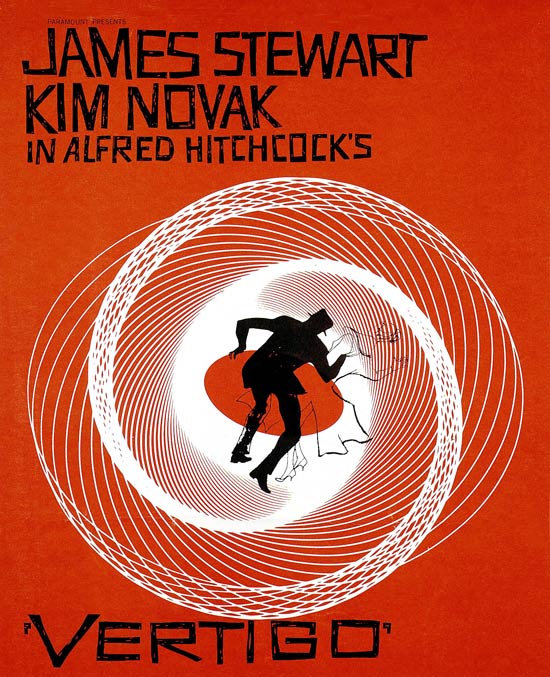 PARAMOUNT PRESENTS
JAMES STEWART
KIM NOVAK
IN ALFRED HITCHCOCK'S
'VERTIGO'